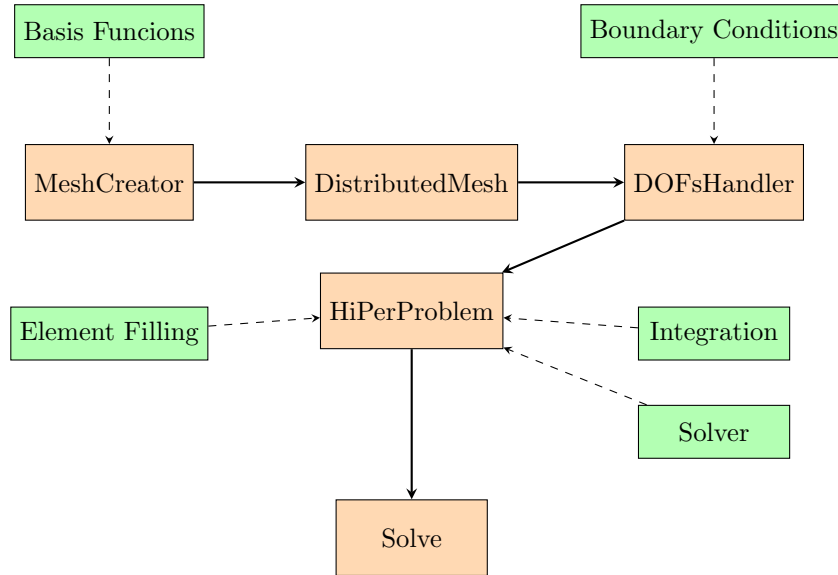 Basis Funcions
Boundary Conditions
MeshCreator
DistributedMesh
DOFsHandler
HiPerProblem
Element Filling
Integration
Solver
Solve